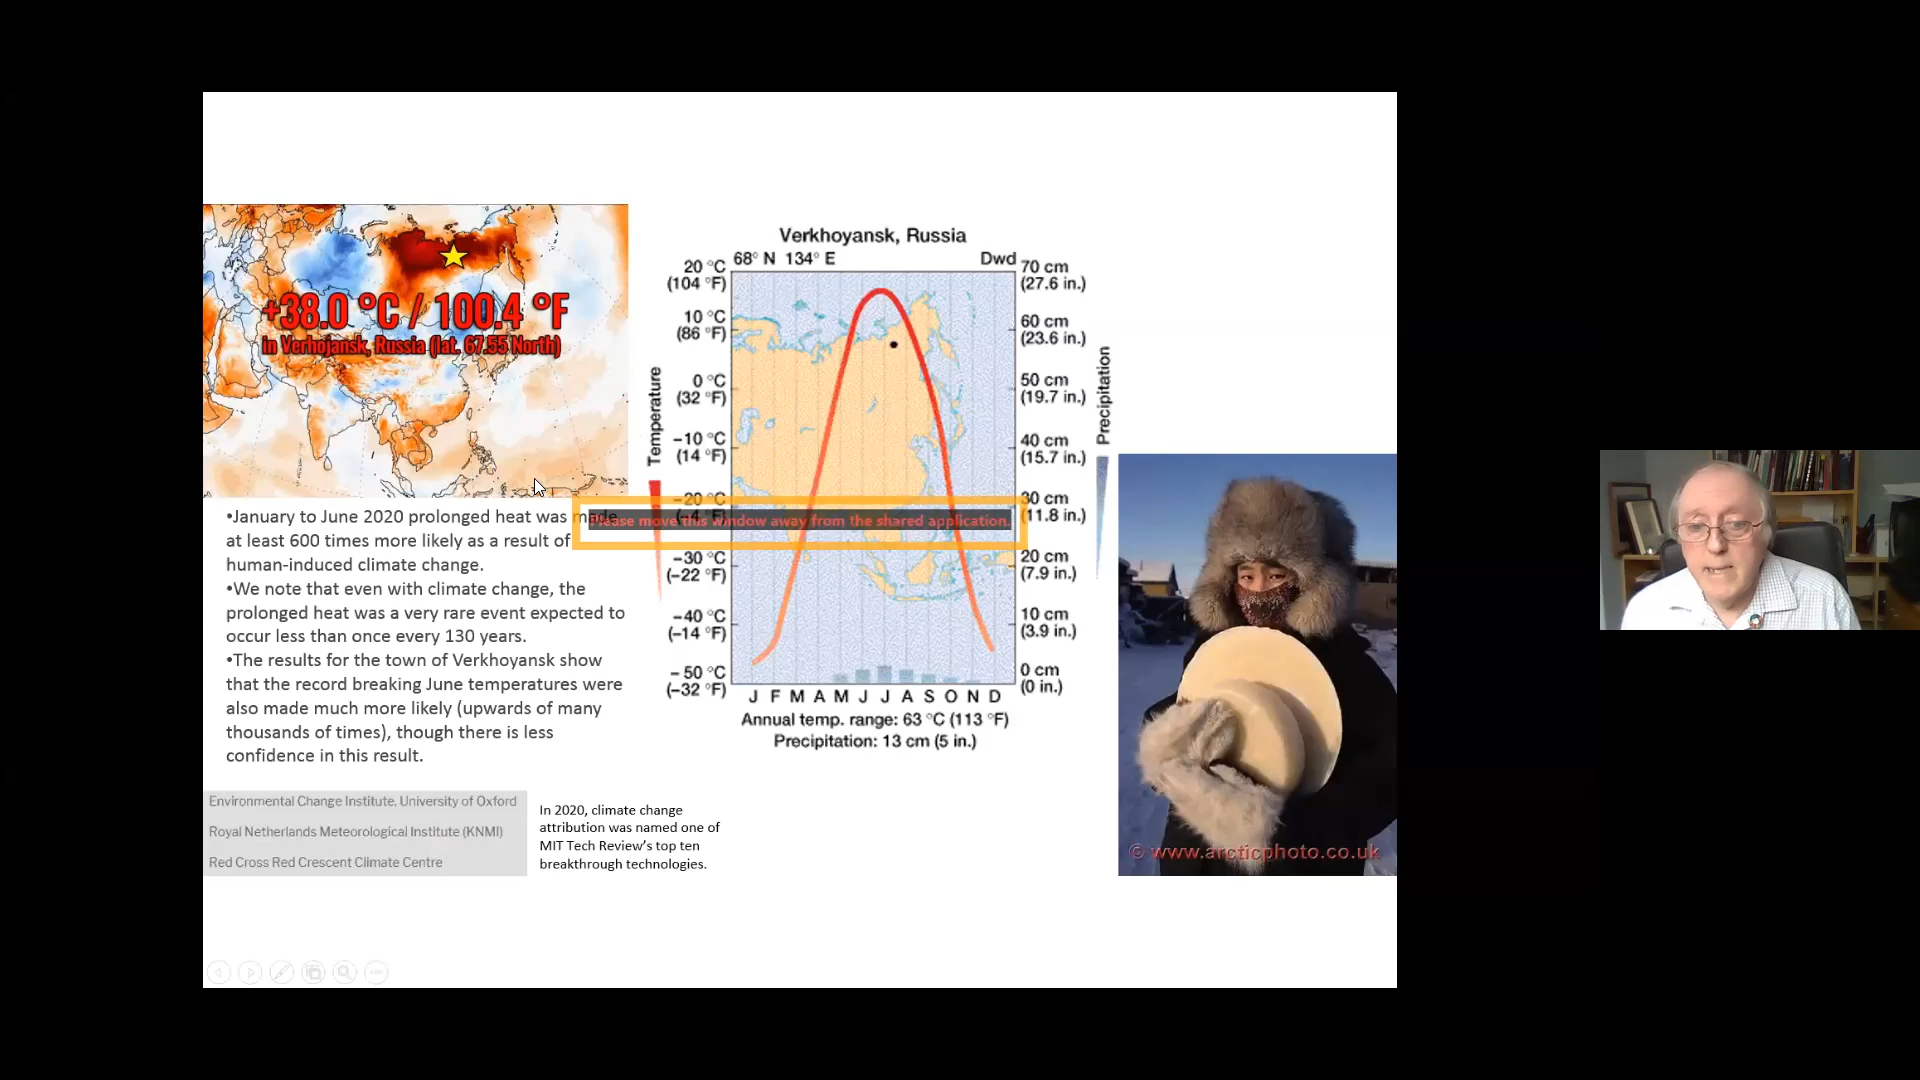 +38.0 °C / 100.4 °F
in Verhojansk, Russia (lat. 67.55 North)
•January to June 2020 prolonged heat was made
at least 600 times more likely as a result of
human-induced climate change.
•We note that even with climate change, the
prolonged heat was a very rare event expected to
occur less than once every 130 years.
•The results for the town of Verkhoyansk show
that the record breaking June temperatures were
also made much more likely (upwards of many
thousands of times), though there is less
confidence in this result.
Environmental Change Institute, University of Oxford
Royal Netherlands Meteorological Institute (KNMI)
Red Cross Red Crescent Climate Centre
In 2020, climate change
attribution was named one of
MIT Tech Review's top ten
breakthrough technologies.
Verkhoyansk, Russia
68° N 134° E
Dwd
Temperature
20 °C
(104 °F)
10 °C
(86 °F)
0 °C
(32 °F)
−10 °C
(14 °F)
−20 °C
(−4 °F)
−30 °C
(−22 °F)
−40 °C
(−14 °F)
−50 °C
(−32 °F)
Please move this window away from the shared application.
70 cm
(27.6 in.)
60 cm
(23.6 in.)
50 cm
(19.7 in.)
40 cm
(15.7 in.)
30 cm
(11.8 in.)
20 cm
(7.9 in.)
10 cm
(3.9 in.)
0 cm
(0 in.)
Precipitation
J F M A M J J A S O N D
Annual temp. range: 63 °C (113 °F)
Precipitation: 13 cm (5 in.)
© www.arcticphoto.co.uk